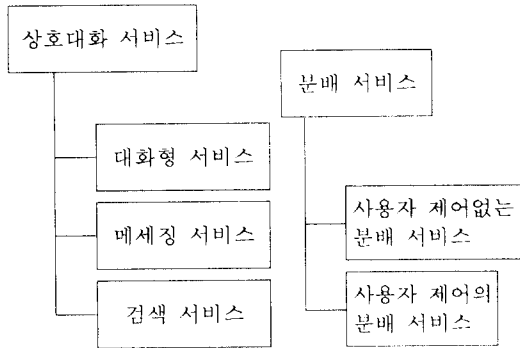 상호대화 서비스
대화형 서비스
메세징 서비스
검색 서비스
분배 서비스
사용자 제어없는
분배 서비스
사용자 제어의
분배 서비스